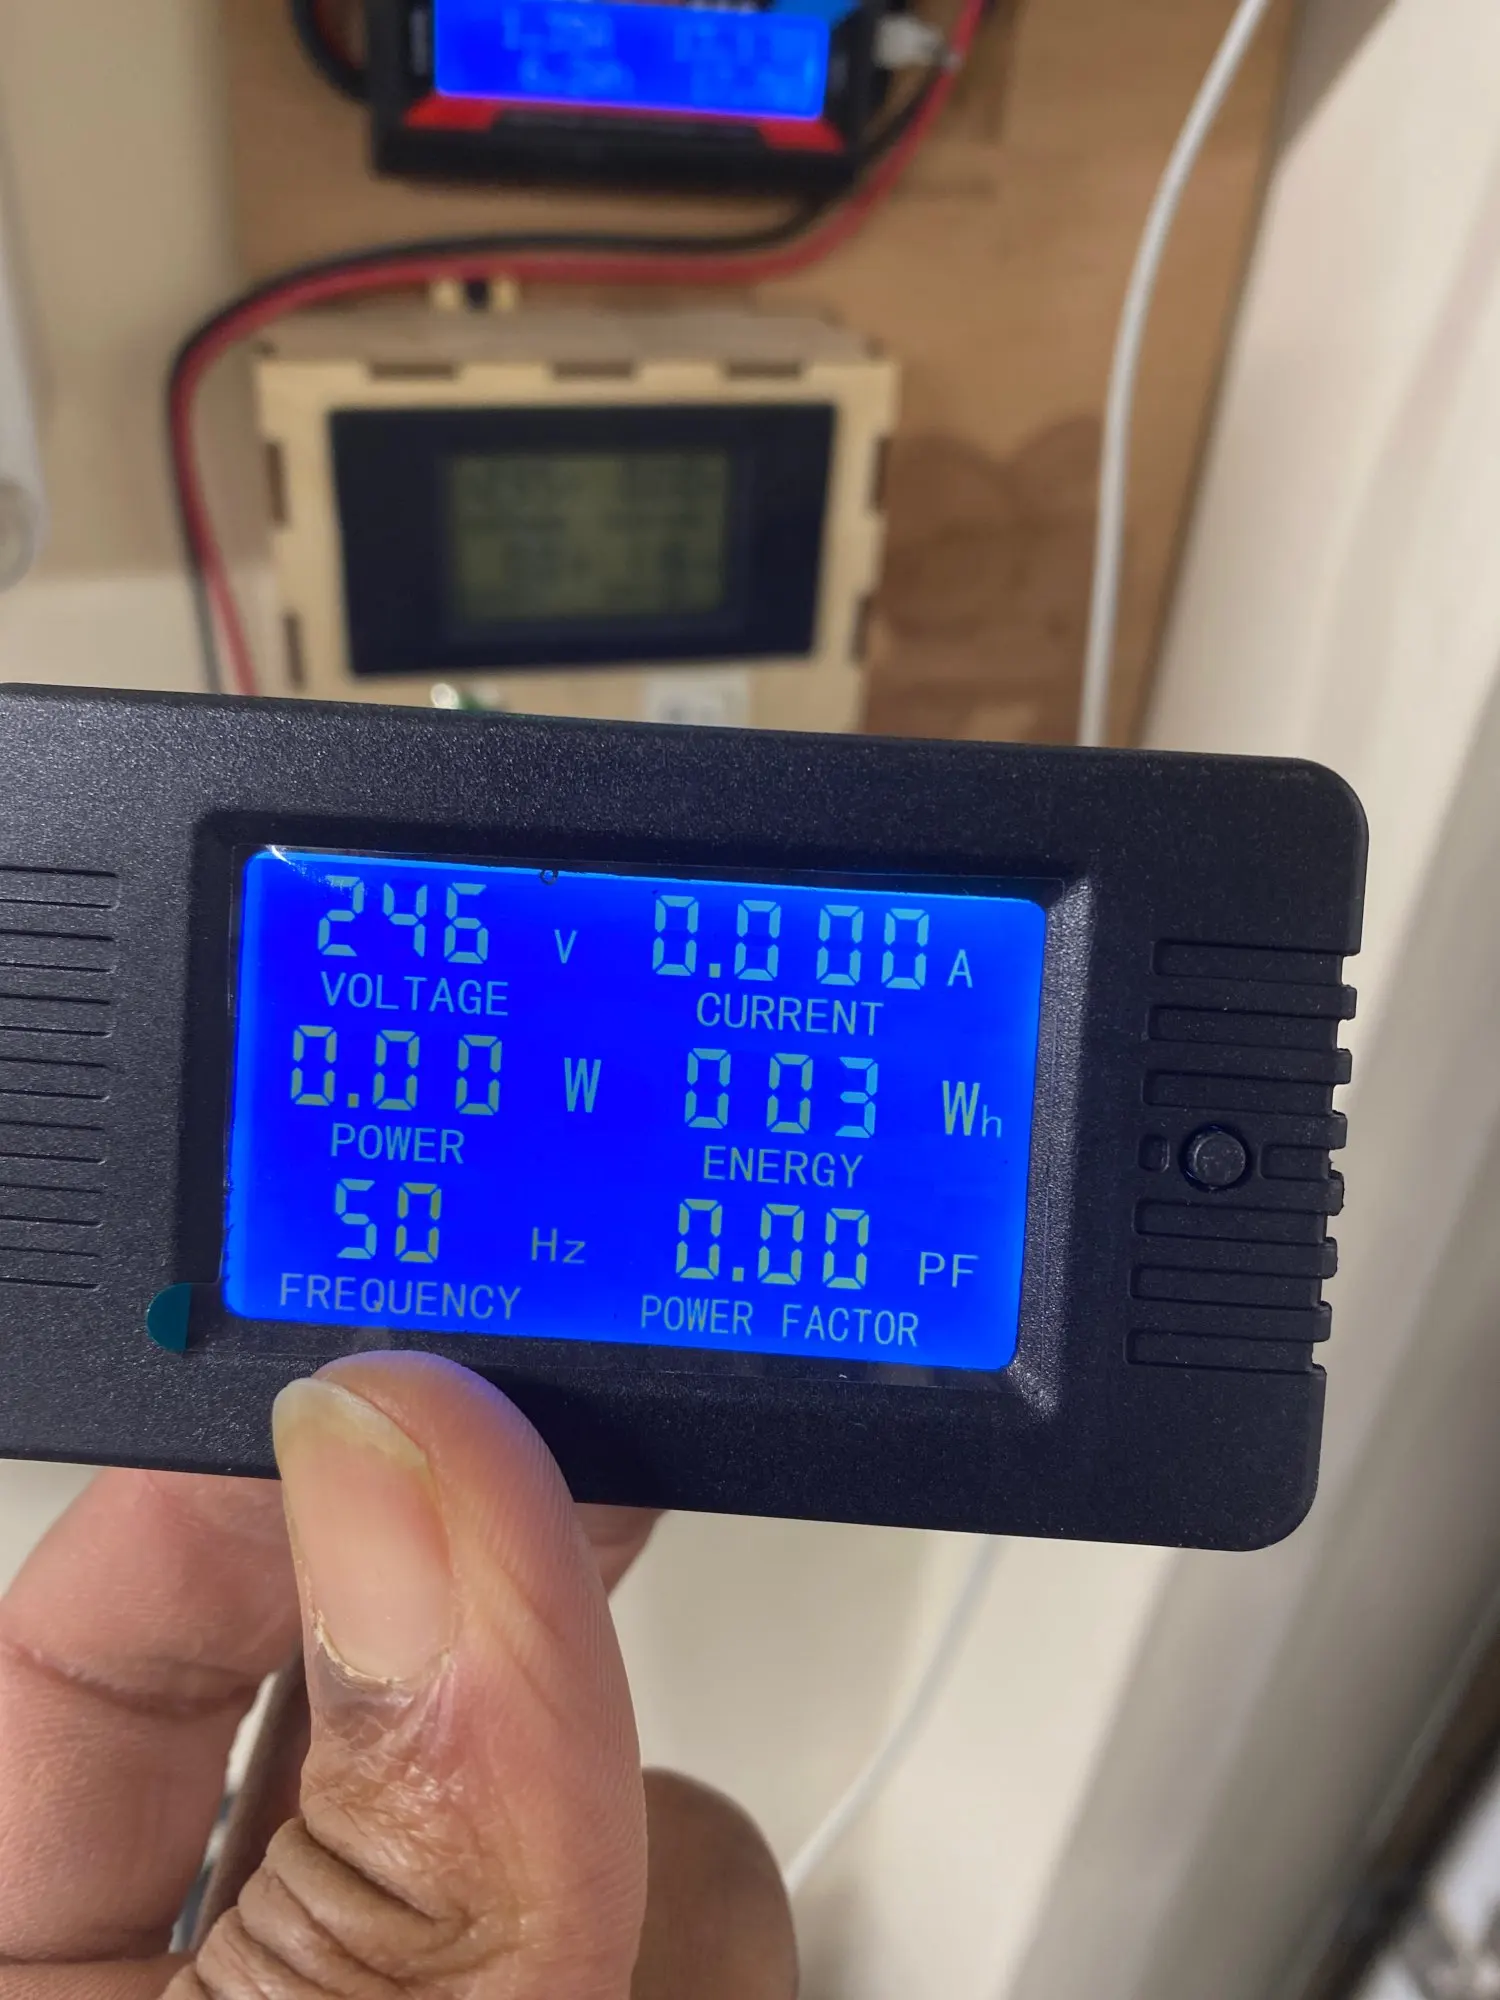 246 V 0.000 A
VOLTAGE CURRENT
0.00 W 003 Wh
POWER ENERGY
50 Hz 0.00 PF
FREQUENCY POWER FACTOR